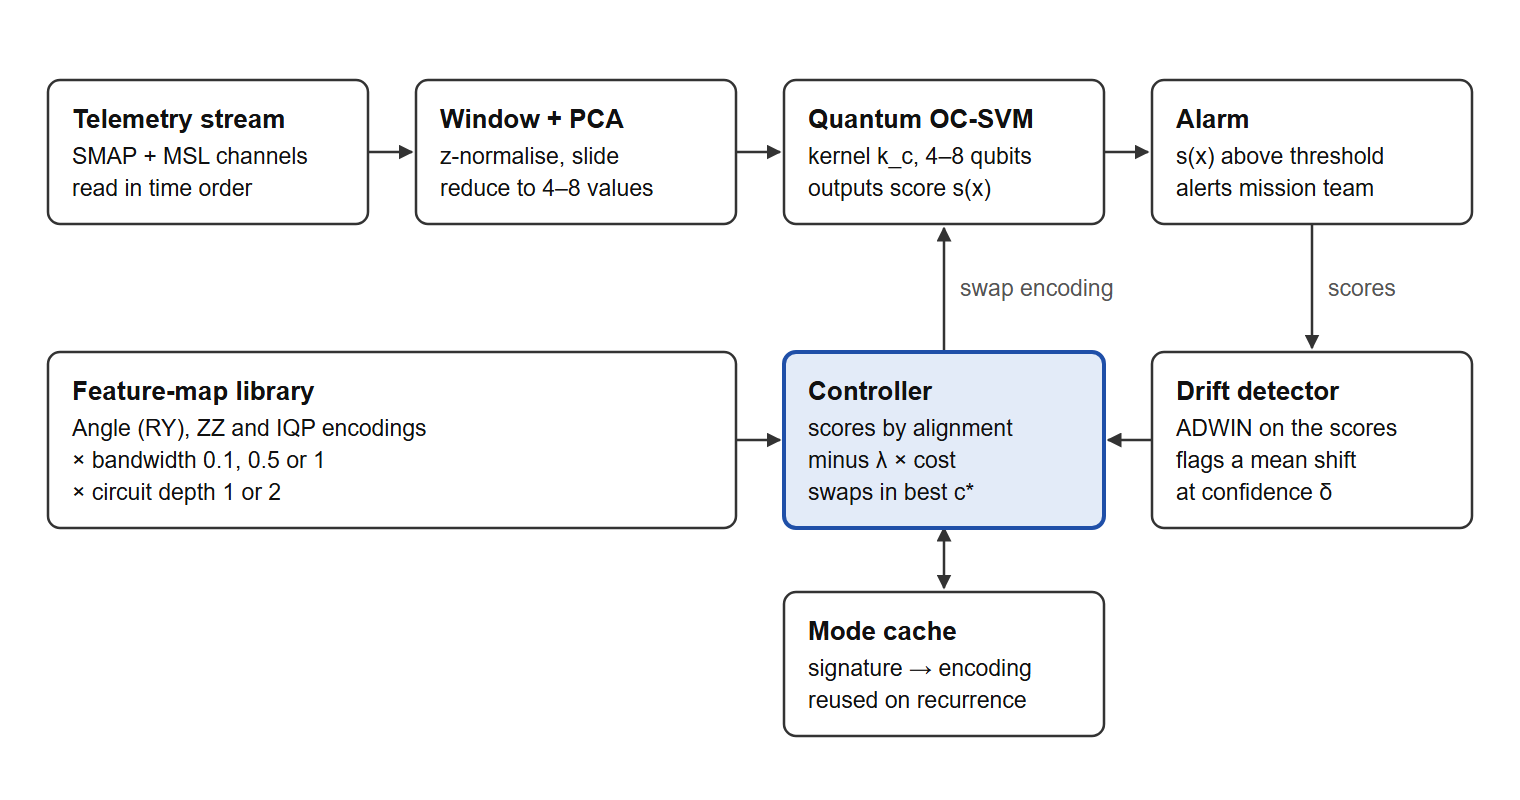 Telemetry stream
SMAP + MSL channels
read in time order
Window + PCA
z-normalise, slide
reduce to 4–8 values
Quantum OC-SVM
kernel k_c, 4–8 qubits
outputs score s(x)
Alarm
s(x) above threshold
alerts mission team
swap encoding
scores
Feature-map library
Angle (RY), ZZ and IQP encodings
× bandwidth 0.1, 0.5 or 1
× circuit depth 1 or 2
Controller
scores by alignment
minus λ × cost
swaps in best c*
Drift detector
ADWIN on the scores
flags a mean shift
at confidence δ
Mode cache
signature → encoding
reused on recurrence